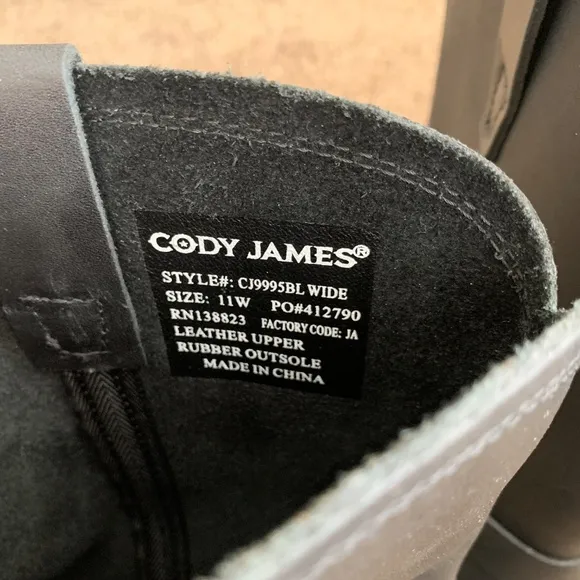 CODY JAMES®
STYLE#: CJ9995BL WIDE
SIZE: 11W PO#412790
RN138823 FACTORY CODE: JA
LEATHER UPPER
RUBBER OUTSOLE
MADE IN CHINA